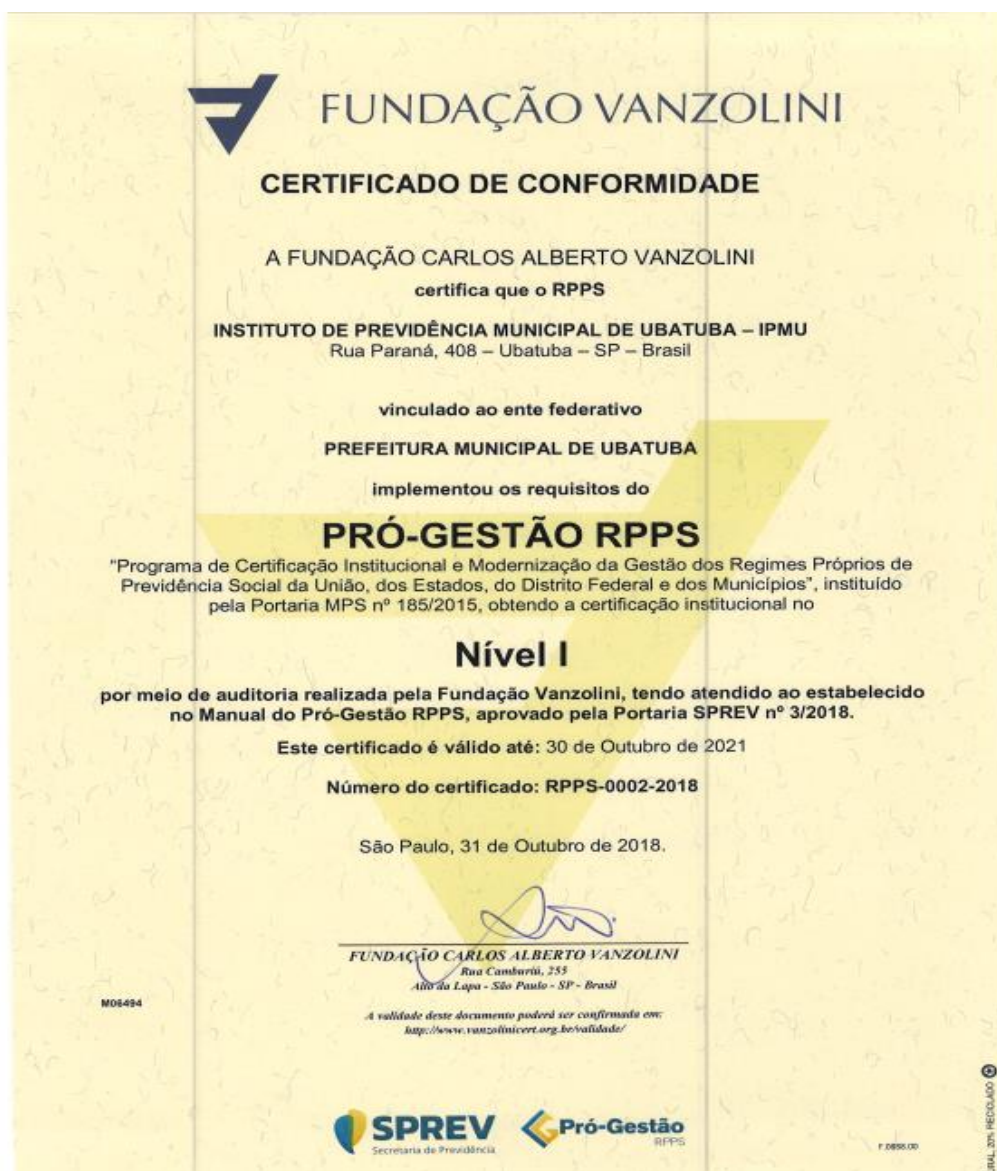 FUNDAÇÃO VANZOLINI
CERTIFICADO DE CONFORMIDADE
A FUNDAÇÃO CARLOS ALBERTO VANZOLINI
certifica que o RPPS
INSTITUTO DE PREVIDÊNCIA MUNICIPAL DE UBATUBA – IPMU
Rua Paraná, 408 – Ubatuba – SP – Brasil
vinculado ao ente federativo
PREFEITURA MUNICIPAL DE UBATUBA
implementou os requisitos do
PRÓ-GESTÃO RPPS
"Programa de Certificação Institucional e Modernização da Gestão dos Regimes Próprios de
Previdência Social da União, dos Estados, do Distrito Federal e dos Municípios", instituído
pela Portaria MPS nº 185/2015, obtendo a certificação institucional no
Nível I
por meio de auditoria realizada pela Fundação Vanzolini, tendo atendido ao estabelecido
no Manual do Pró-Gestão RPPS, aprovado pela Portaria SPREV nº 3/2018.
Este certificado é válido até: 30 de Outubro de 2021
Número do certificado: RPPS-0002-2018
São Paulo, 31 de Outubro de 2018.
FUNDAÇÃO CARLOS ALBERTO VANZOLINI
Rua Camburiú, 255
Alto da Lapa - São Paulo - SP - Brasil
M06494
A validade deste documento poderá ser confirmada em:
http://www.vanzolinicert.org.br/validade/
SPREV
Secretaria de Previdência
Pró-Gestão
RPPS
F.0858.00
20% RECICLADO